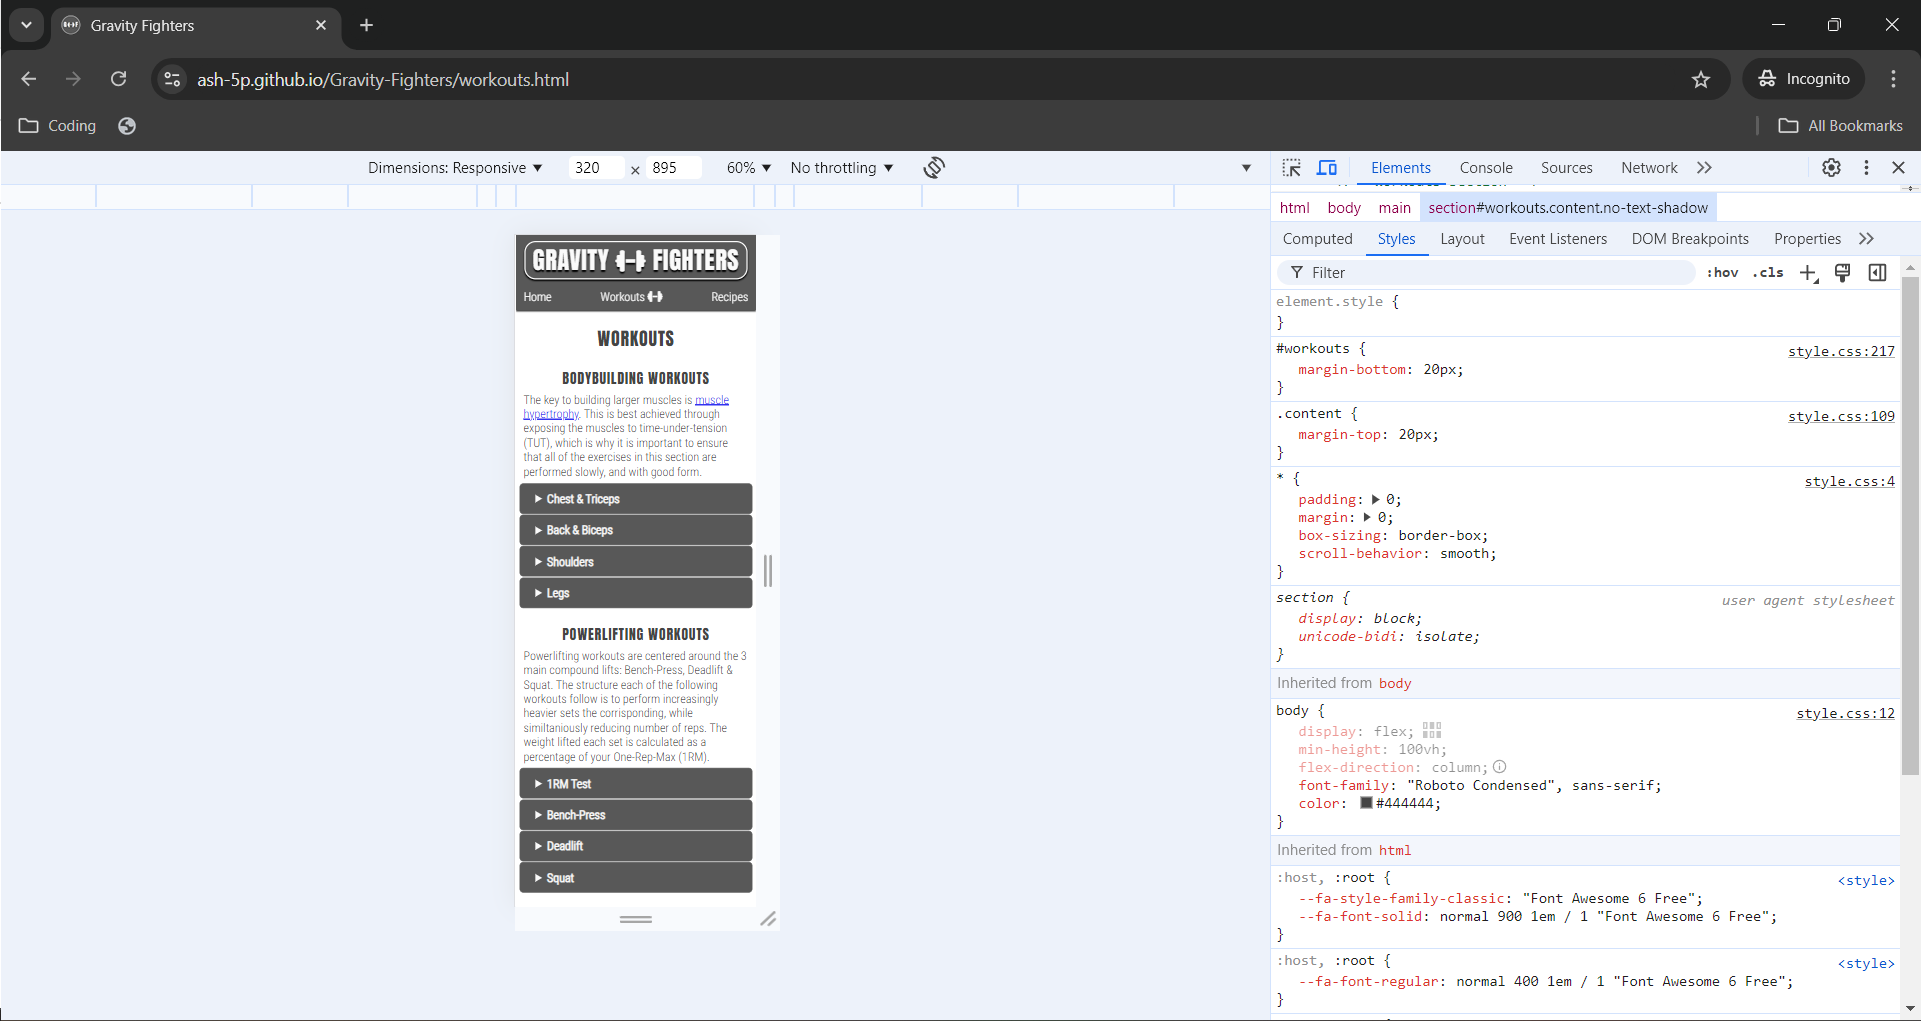 Gravity Fighters
ash-5p.github.io/Gravity-Fighters/workouts.html
Incognito
Coding
All Bookmarks
Dimensions: Responsive
320 × 895
60%
No throttling
Elements
Console
Sources
Network
html
body
main
section#workouts.content.no-text-shadow
Computed
Styles
Layout
Event Listeners
DOM Breakpoints
Properties
Filter
:hov
.cls
GRAVITY FIGHTERS
Home
Workouts
Recipes
WORKOUTS
BODYBUILDING WORKOUTS
The key to building larger muscles is muscle
hypertrophy. This is best achieved through
exposing the muscles to time-under-tension
(TUT), which is why it is important to ensure
that all of the exercises in this section are
performed slowly, and with good form.
Chest & Triceps
Back & Biceps
Shoulders
Legs
POWERLIFTING WORKOUTS
Powerlifting workouts are centered around the 3
main compound lifts: Bench-Press, Deadlift &
Squat. The structure each of the following
workouts follow is to perform increasingly
heavier sets the corrisponding, while
similtaniously reducing number of reps. The
weight lifted each set is calculated as a
percentage of your One-Rep-Max (1RM).
1RM Test
Bench-Press
Deadlift
Squat
element.style {
}
#workouts {
style.css:217
margin-bottom: 20px;
}
.content {
style.css:109
margin-top: 20px;
}
* {
style.css:4
padding: 0;
margin: 0;
box-sizing: border-box;
scroll-behavior: smooth;
}
section {
user agent stylesheet
display: block;
unicode-bidi: isolate;
}
Inherited from body
body {
style.css:12
display: flex;
min-height: 100vh;
flex-direction: column;
font-family: "Roboto Condensed", sans-serif;
color: #444444;
}
Inherited from html
:host, :root {
<style>
--fa-style-family-classic: "Font Awesome 6 Free";
--fa-font-solid: normal 900 1em / 1 "Font Awesome 6 Free";
}
:host, :root {
<style>
--fa-font-regular: normal 400 1em / 1 "Font Awesome 6 Free";
}